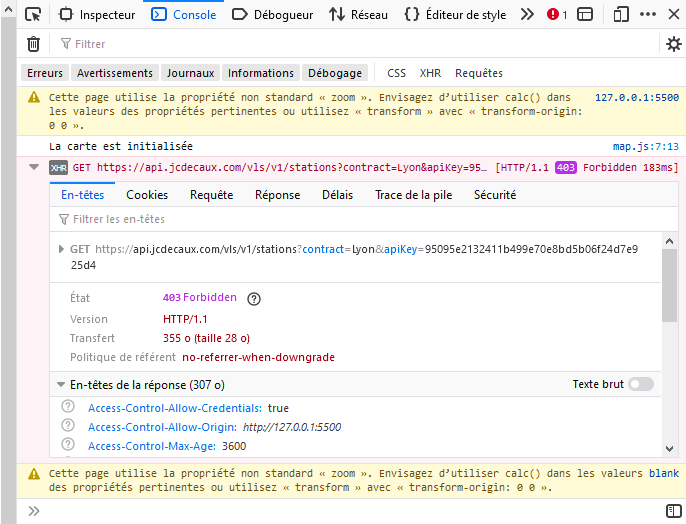 Inspecteur Console Débogueur Réseau {} Éditeur de style >> 1
Filtrer
Erreurs Avertissements Journaux Informations Débogage CSS XHR Requêtes
Cette page utilise la propriété non standard « zoom ». Envisagez d’utiliser calc() dans 127.0.0.1:5500
les valeurs des propriétés pertinentes ou utilisez « transform » avec « transform-origin:
0 0 ».
La carte est initialisée map.js:7:13
XHR GET https://api.jcdecaux.com/vls/v1/stations?contract=Lyon&apiKey=95… [HTTP/1.1 403 Forbidden 183ms]
En-têtes Cookies Requête Réponse Délais Trace de la pile Sécurité
Filtrer les en-têtes
GET https://api.jcdecaux.com/vls/v1/stations?contract=Lyon&apiKey=95095e2132411b499e70e8bd5b06f24d7e9
25d4
État 403 Forbidden ?
Version HTTP/1.1
Transfert 355 o (taille 28 o)
Politique de référent no-referrer-when-downgrade
En-têtes de la réponse (307 o) Texte brut
? Access-Control-Allow-Credentials: true
? Access-Control-Allow-Origin: http://127.0.0.1:5500
? Access-Control-Max-Age: 3600
Cette page utilise la propriété non standard « zoom ». Envisagez d’utiliser calc() dans les valeurs blank
des propriétés pertinentes ou utilisez « transform » avec « transform-origin: 0 0 ».
>>